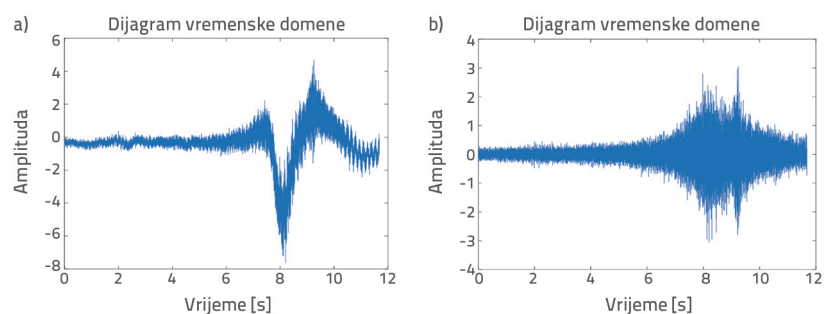 a) Dijagram vremenske domene
Amplituda
6
4
2
0
-2
-4
-6
-8
0 2 4 6 8 10 12
Vrijeme [s]
b) Dijagram vremenske domene
Amplituda
4
3
2
1
0
-1
-2
-3
-4
0 2 4 6 8 10 12
Vrijeme [s]